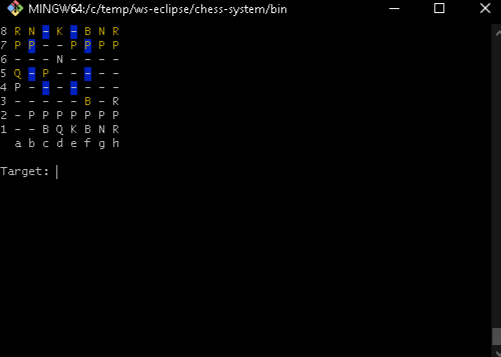 MINGW64:/c/temp/ws-eclipse/chess-system/bin
8 R N - K - B N R
7 P P - - P P P P
6 - - - N - - - -
5 Q - P - - - - -
4 P - - - - - - -
3 - - - - - B - R
2 - P P P P P P P
1 - - B Q K B N R
a b c d e f g h
Target: